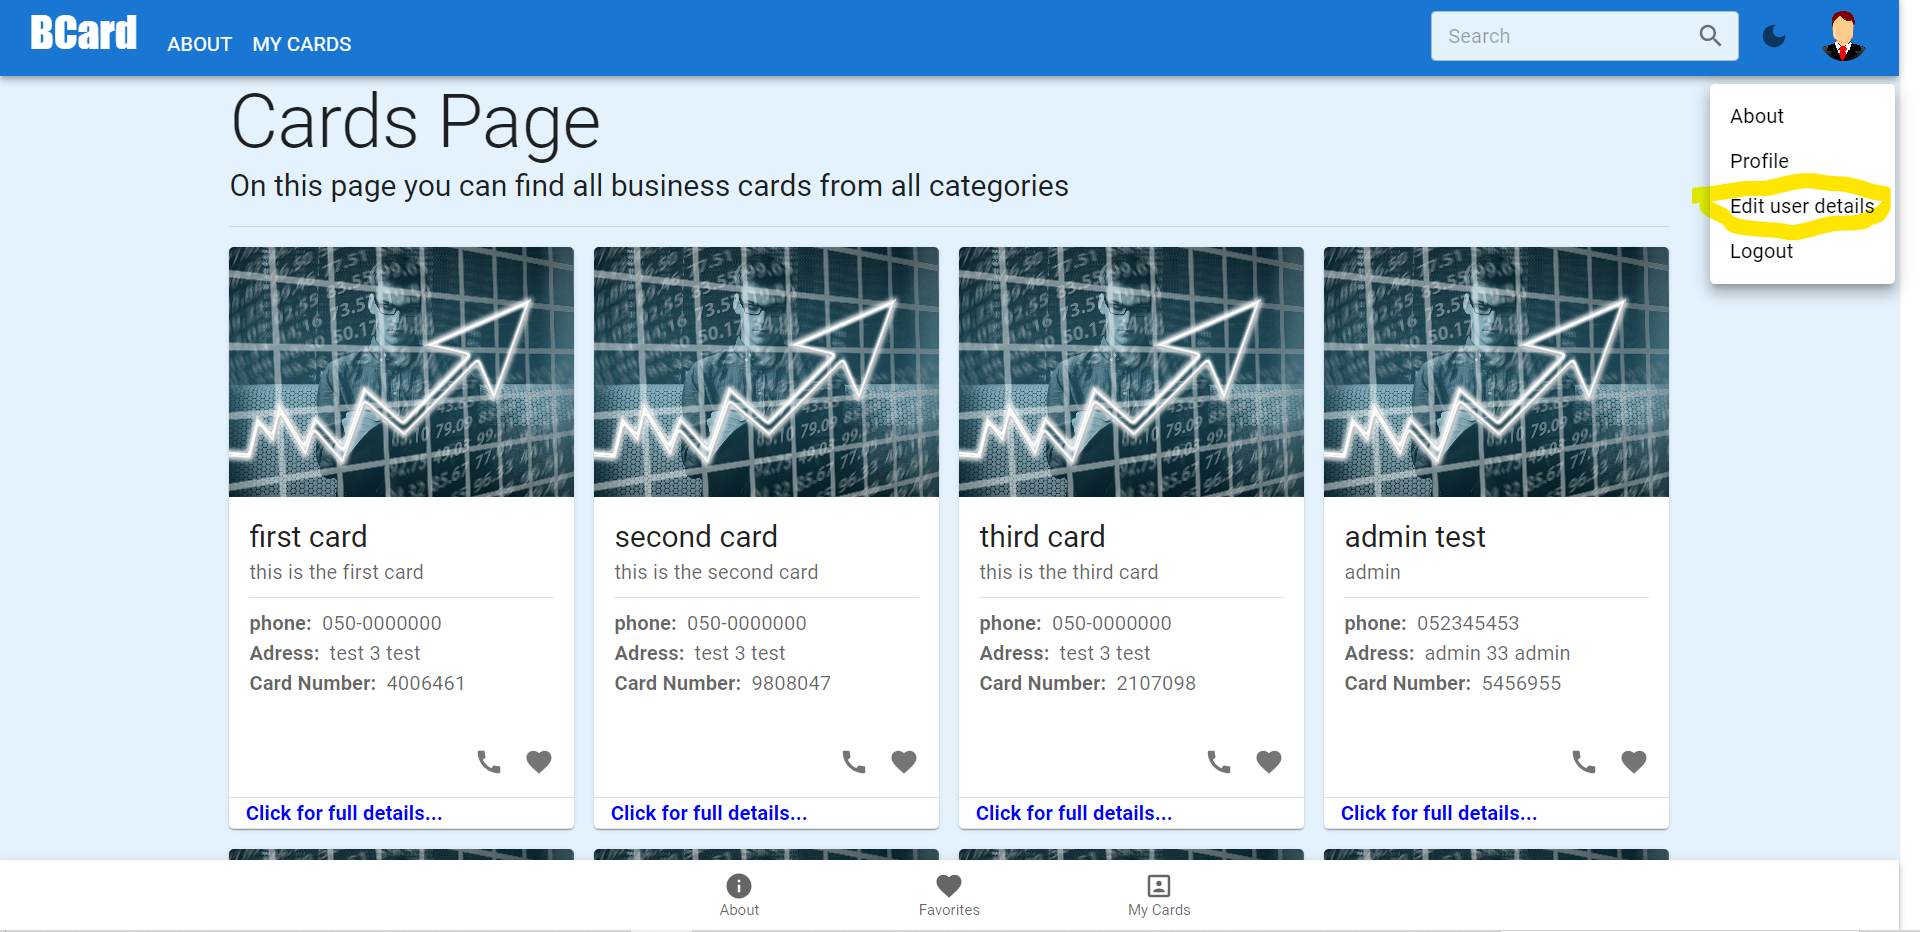 BCard
ABOUT MY CARDS
Search
About
Profile
Edit user details
Logout
Cards Page
On this page you can find all business cards from all categories
first card
this is the first card
phone: 050-0000000
Adress: test 3 test
Card Number: 4006461
Click for full details...
second card
this is the second card
phone: 050-0000000
Adress: test 3 test
Card Number: 9808047
Click for full details...
third card
this is the third card
phone: 050-0000000
Adress: test 3 test
Card Number: 2107098
Click for full details...
admin test
admin
phone: 052345453
Adress: admin 33 admin
Card Number: 5456955
Click for full details...
About
Favorites
My Cards